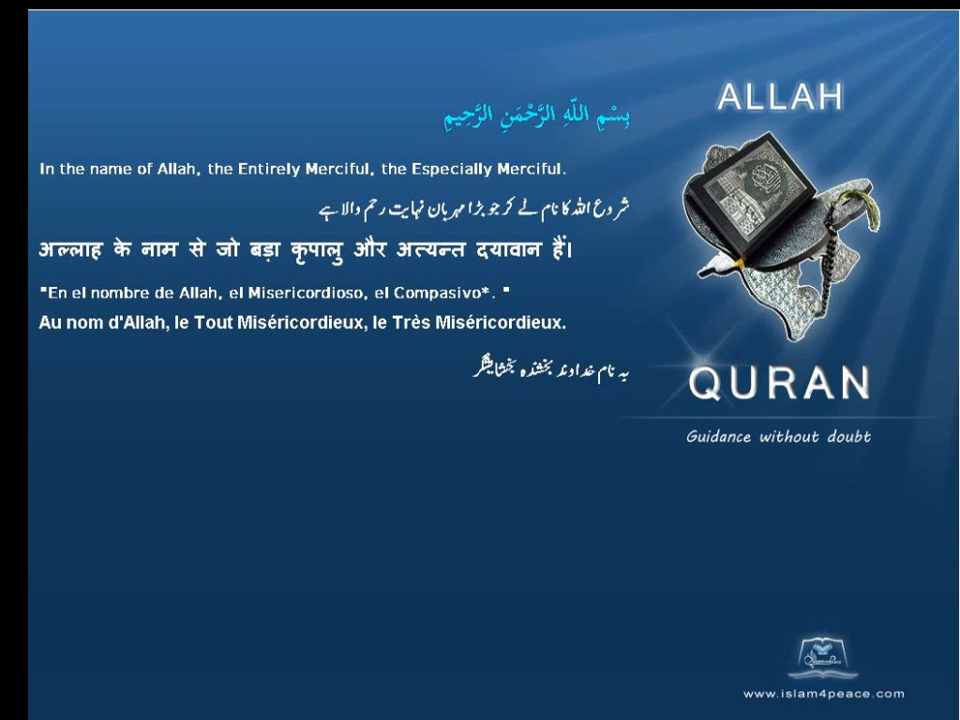 بِسْمِ اللَّهِ الرَّحْمَنِ الرَّحِيمِ
In the name of Allah, the Entirely Merciful, the Especially Merciful.
شروع الله کا نام لے کر جو بڑا مہربان نہایت رحم والا ہے
अल्लाह के नाम से जो बड़ा कृपालु और अत्यन्त दयावान हैं।
"En el nombre de Allah, el Misericordioso, el Compasivo*. "
Au nom d'Allah, le Tout Miséricordieux, le Très Miséricordieux.
به نام خداوند بخشنده بخشایشگر
ALLAH
QURAN
Guidance without doubt
www.islam4peace.com